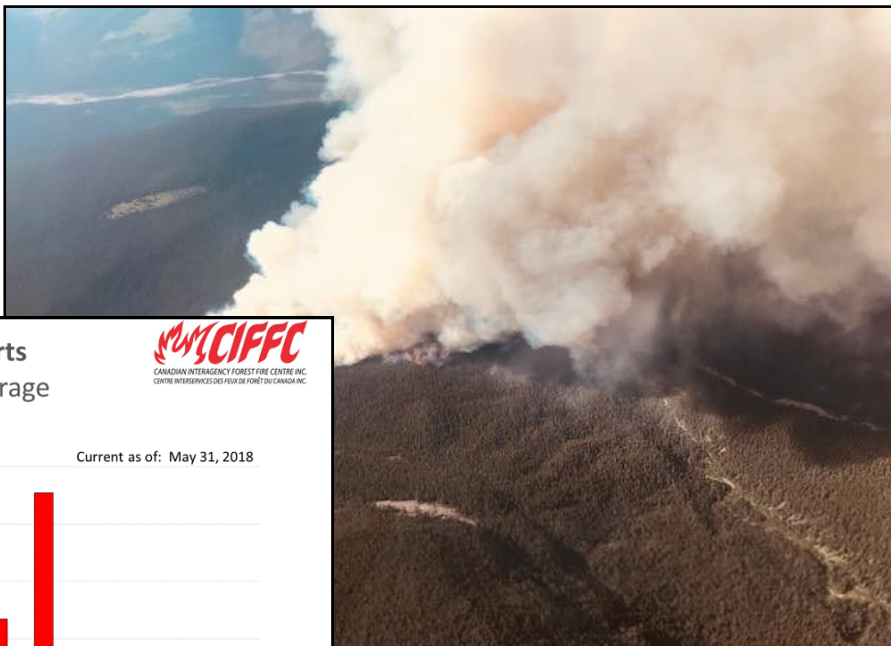 CIFFC
CANADIAN INTERAGENCY FOREST FIRE CENTRE INC.
CENTRE INTERSERVICES DES FEUX DE FORÊT DU CANADA INC.
rts
rage
Current as of: May 31, 2018